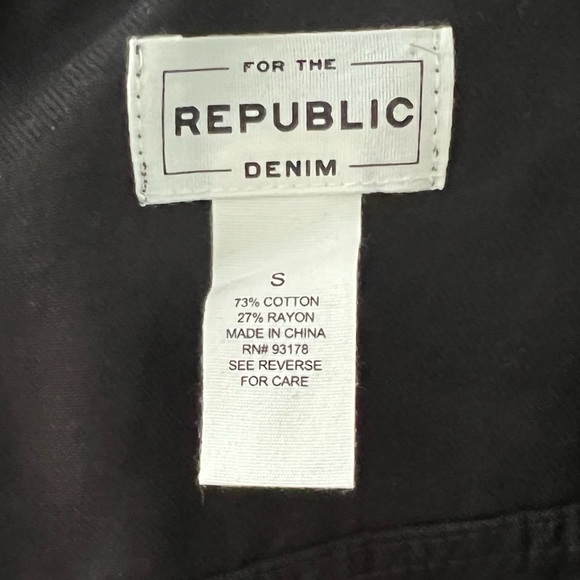 FOR THE
REPUBLIC
DENIM
S
73% COTTON
27% RAYON
MADE IN CHINA
RN# 93178
SEE REVERSE
FOR CARE